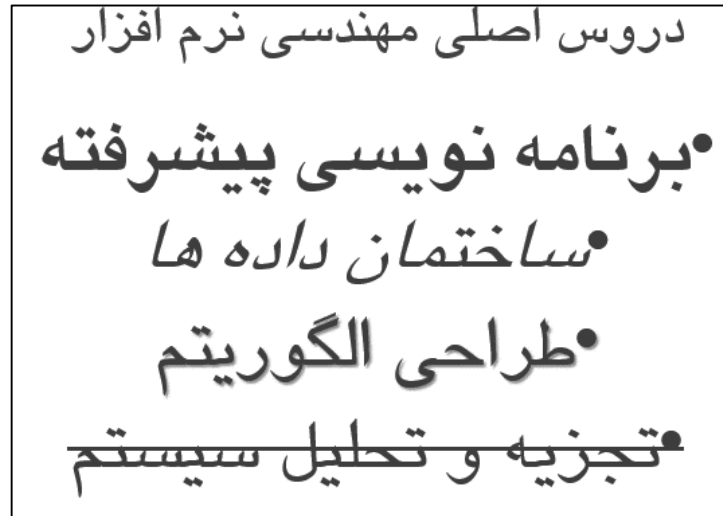 دروس اصلی مهندسی نرم افزار
•برنامه نویسی پیشرفته
•ساختمان داده ها
•طراحی الگوریتم
•تجزیه و تحلیل سیستم